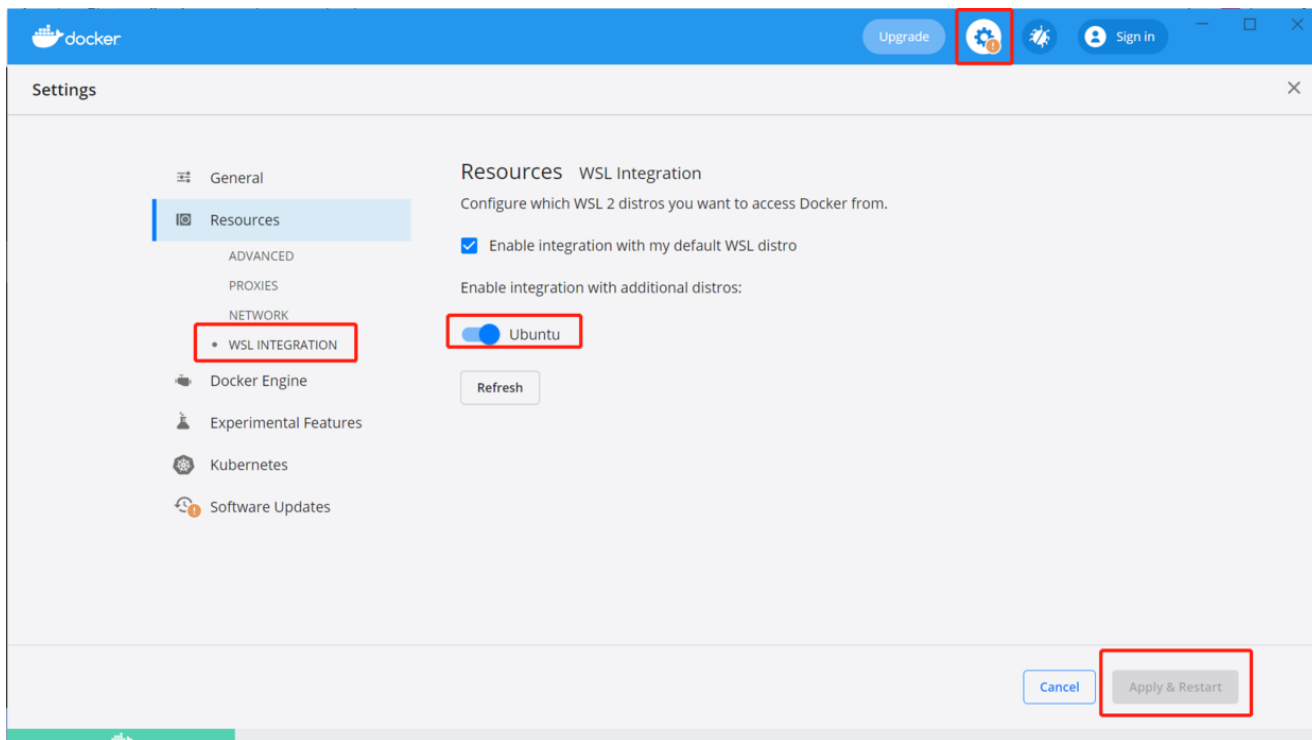 docker
Upgrade
Sign in
Settings
General
Resources
ADVANCED
PROXIES
NETWORK
WSL INTEGRATION
Docker Engine
Experimental Features
Kubernetes
Software Updates
Resources WSL Integration
Configure which WSL 2 distros you want to access Docker from.
Enable integration with my default WSL distro
Enable integration with additional distros:
Ubuntu
Refresh
Cancel
Apply & Restart